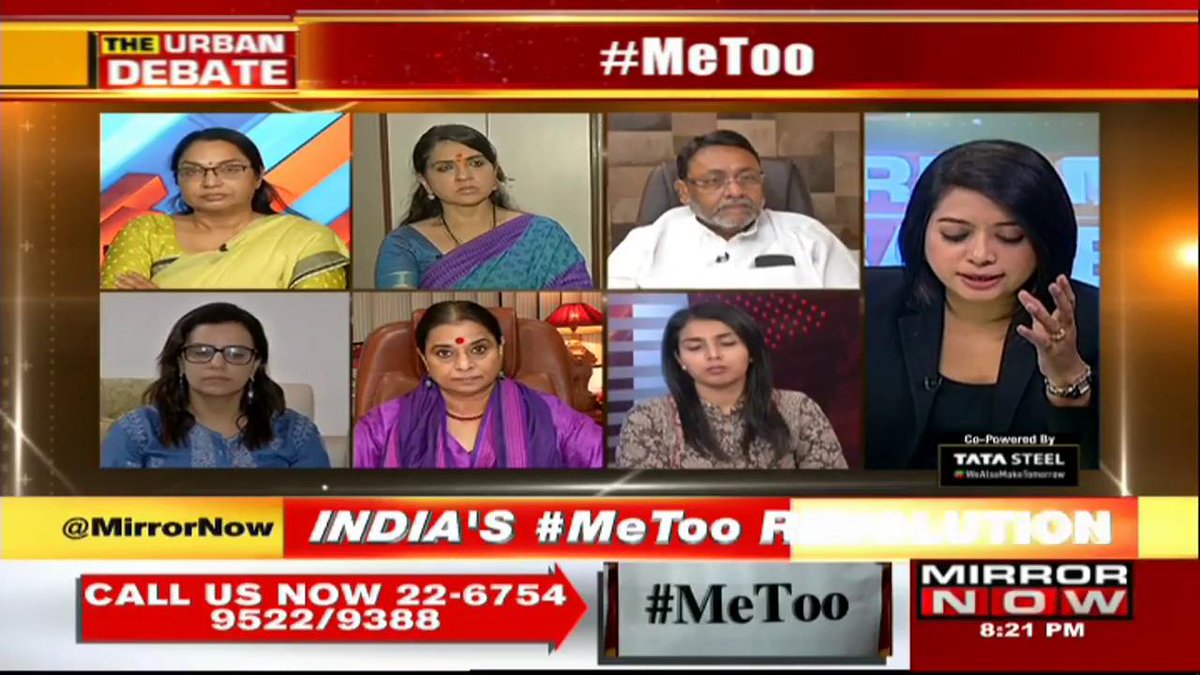 THE URBAN
DEBATE
#MeToo
Co-Powered By
TATA STEEL
#WeAlsoMakeTomorrow
@MirrorNow
INDIA'S #MeToo REVOLUTION
CALL US NOW 22-6754
9522/9388
#MeToo
MIRROR
NOW
8:21 PM